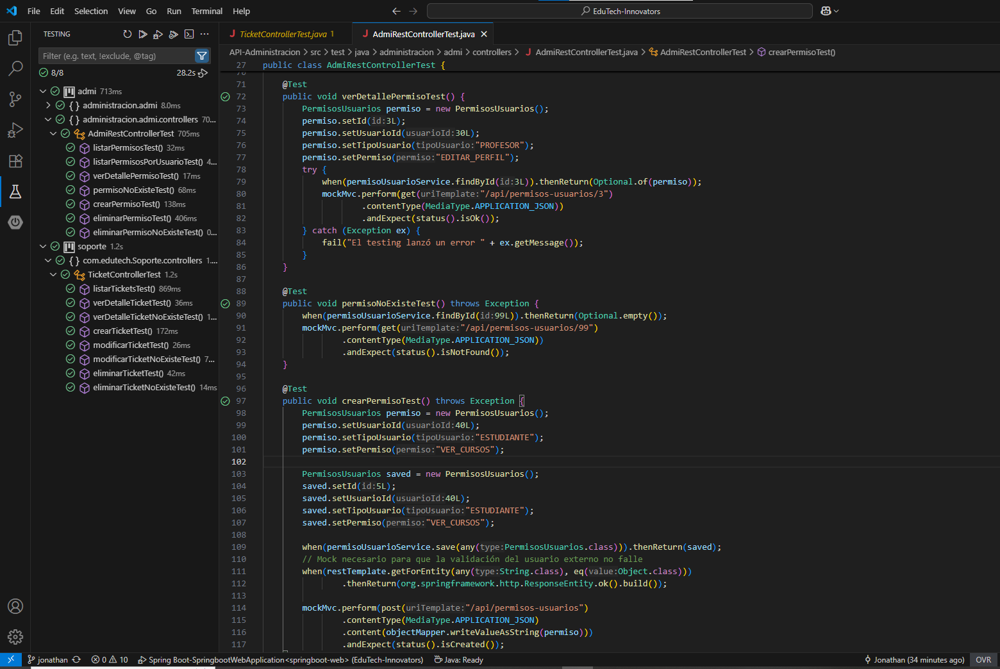 File Edit Selection View Go Run Terminal Help
EduTech-Innovators
TESTING
Filter (e.g. text, !exclude, @tag)
8/8 28.2s
admi 713ms
administracion.admi 8.0ms
administracion.admi.controllers 70...
AdmiRestControllerTest 705ms
listarPermisosTest() 32ms
listarPermisosPorUsuarioTest() 4...
verDetallePermisoTest() 17ms
permisoNoExisteTest() 68ms
crearPermisoTest() 138ms
eliminarPermisoTest() 406ms
eliminarPermisoNoExisteTest() 0...
soporte 1.2s
com.edutech.Soporte.controllers 1....
TicketControllerTest 1.2s
listarTicketsTest() 869ms
verDetalleTicketTest() 36ms
verDetalleTicketNoExisteTest() 1...
crearTicketTest() 172ms
modificarTicketTest() 26ms
modificarTicketNoExisteTest() 7...
eliminarTicketTest() 42ms
eliminarTicketNoExisteTest() 14ms
TicketControllerTest.java 1
AdmiRestControllerTest.java
API-Administracion > src > test > java > administracion > admi > controllers > AdmiRestControllerTest.java > AdmiRestControllerTest > crearPermisoTest()
27 public class AdmiRestControllerTest {
70
71 @Test
72 public void verDetallePermisoTest() {
73 PermisosUsuarios permiso = new PermisosUsuarios();
74 permiso.setId(id:3L);
75 permiso.setUsuarioId(usuarioId:30L);
76 permiso.setTipoUsuario(tipoUsuario:"PROFESOR");
77 permiso.setPermiso(permiso:"EDITAR_PERFIL");
78 try {
79 when(permisoUsuarioService.findById(id:3L)).thenReturn(Optional.of(permiso));
80 mockMvc.perform(get(uriTemplate:"/api/permisos-usuarios/3")
81 .contentType(MediaType.APPLICATION_JSON))
82 .andExpect(status().isOk());
83 } catch (Exception ex) {
84 fail("El testing lanzó un error " + ex.getMessage());
85 }
86 }
87
88 @Test
89 public void permisoNoExisteTest() throws Exception {
90 when(permisoUsuarioService.findById(id:99L)).thenReturn(Optional.empty());
91 mockMvc.perform(get(uriTemplate:"/api/permisos-usuarios/99")
92 .contentType(MediaType.APPLICATION_JSON))
93 .andExpect(status().isNotFound());
94 }
95
96 @Test
97 public void crearPermisoTest() throws Exception {
98 PermisosUsuarios permiso = new PermisosUsuarios();
99 permiso.setUsuarioId(usuarioId:40L);
100 permiso.setTipoUsuario(tipoUsuario:"ESTUDIANTE");
101 permiso.setPermiso(permiso:"VER_CURSOS");
102
103 PermisosUsuarios saved = new PermisosUsuarios();
104 saved.setId(id:5L);
105 saved.setUsuarioId(usuarioId:40L);
106 saved.setTipoUsuario(tipoUsuario:"ESTUDIANTE");
107 saved.setPermiso(permiso:"VER_CURSOS");
108
109 when(permisoUsuarioService.save(any(type:PermisosUsuarios.class))).thenReturn(saved);
110 // Mock necesario para que la validación del usuario externo no falle
111 when(restTemplate.getForEntity(any(type:String.class), eq(value:Object.class)))
112 .thenReturn(org.springframework.http.ResponseEntity.ok().build());
113
114 mockMvc.perform(post(uriTemplate:"/api/permisos-usuarios")
115 .contentType(MediaType.APPLICATION_JSON)
116 .content(objectMapper.writeValueAsString(permiso)))
117 .andExpect(status().isCreated());
jonathan 0 10 Spring Boot-SpringbootWebApplication<springboot-web> (EduTech-Innovators) Java: Ready Jonathan (34 minutes ago) OVR